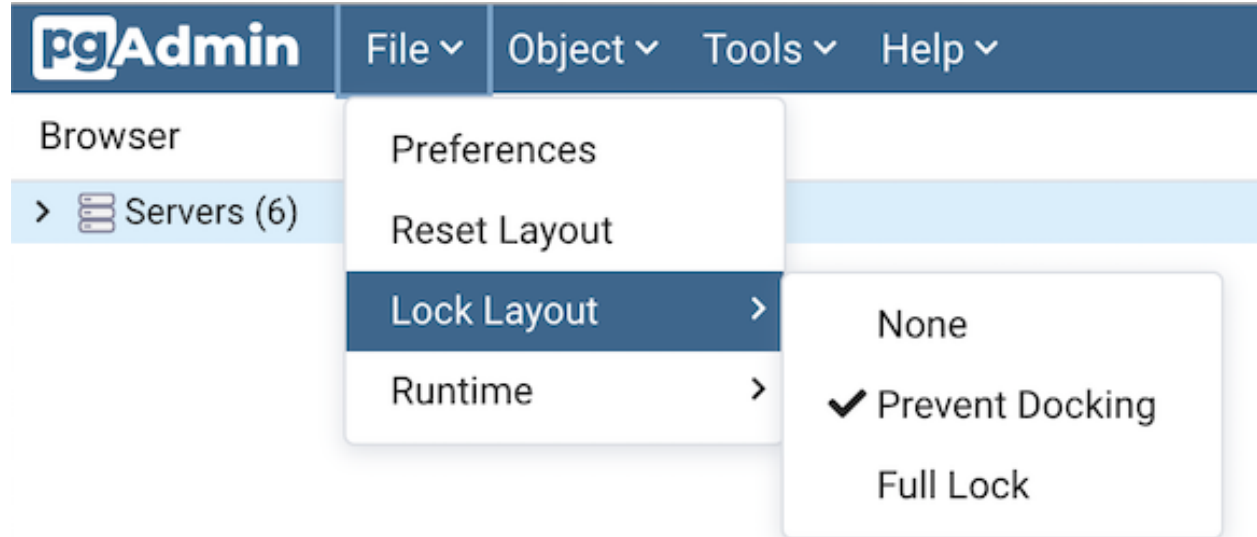 pgAdmin File Object Tools Help
Browser
Servers (6)
Preferences
Reset Layout
Lock Layout
Runtime
None
Prevent Docking
Full Lock